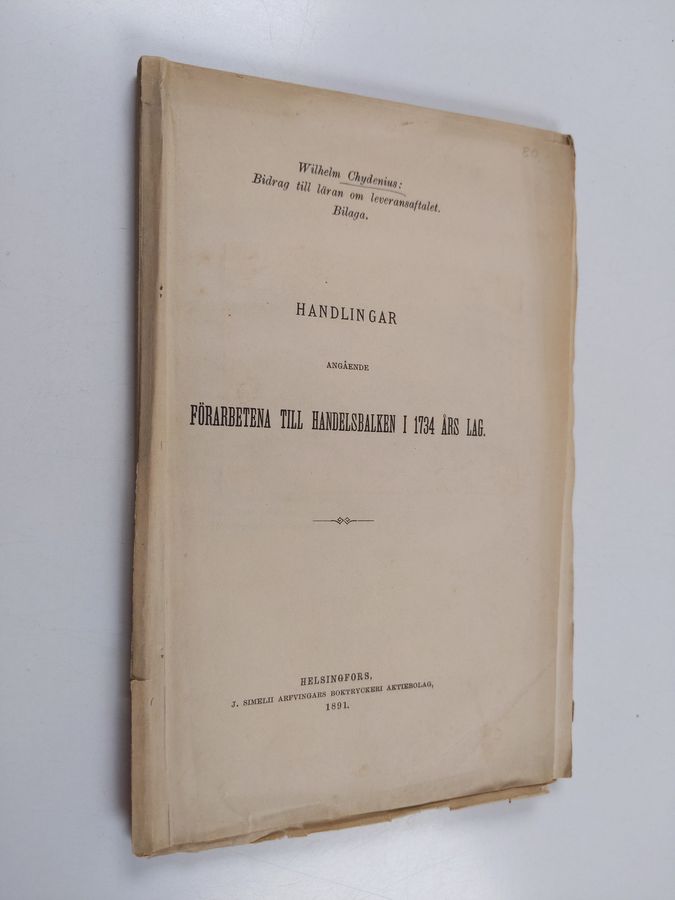 80,-
Wilhelm Chydenius:
Bidrag till läran om leveransaftalet.
Bilaga.
HANDLINGAR
ANGÅENDE
FÖRARBETENA TILL HANDELSBALKEN I 1734 ÅRS LAG.
HELSINGFORS,
J. SIMELII ARFVINGARS BOKTRYCKERI AKTIEBOLAG,
1891.